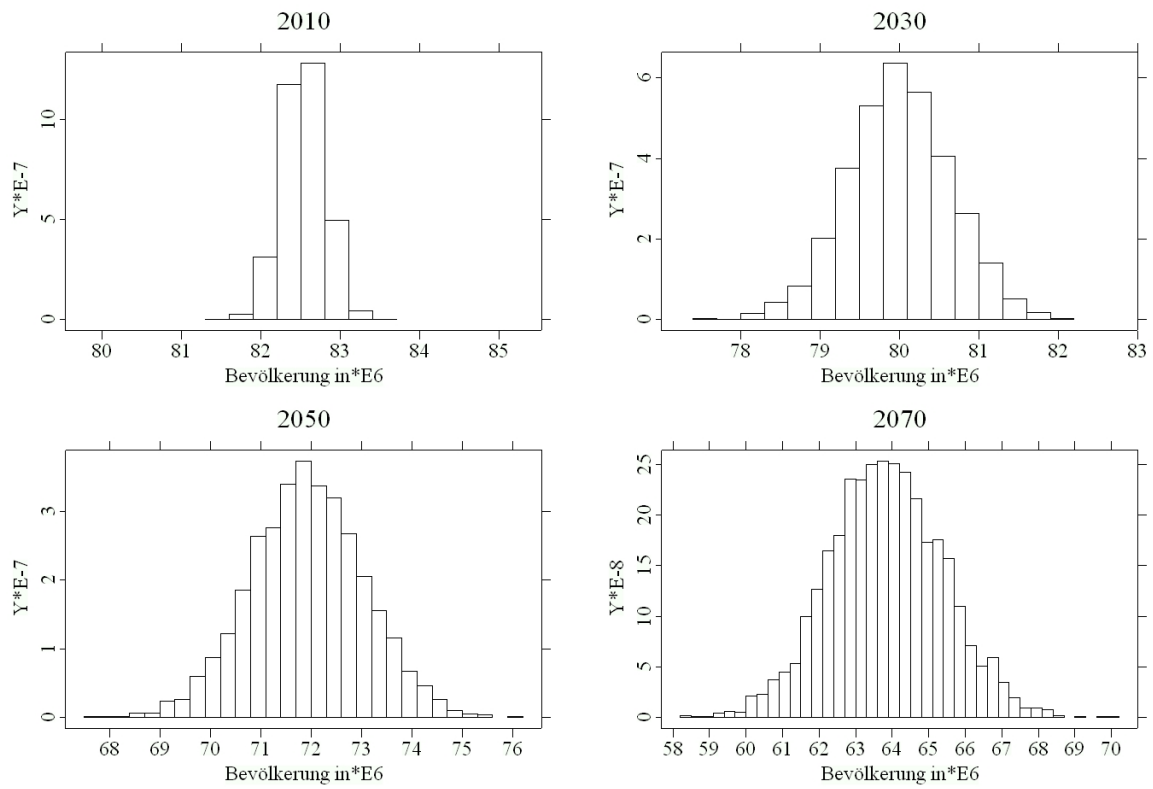 2010
Y*E-7
10
5
0
80 81 82 83 84 85
Bevölkerung in*E6
2030
Y*E-7
6
4
2
0
78 79 80 81 82 83
Bevölkerung in*E6
2050
Y*E-7
3
2
1
0
68 69 70 71 72 73 74 75 76
Bevölkerung in*E6
2070
Y*E-8
25
20
15
10
5
0
58 59 60 61 62 63 64 65 66 67 68 69 70
Bevölkerung in*E6